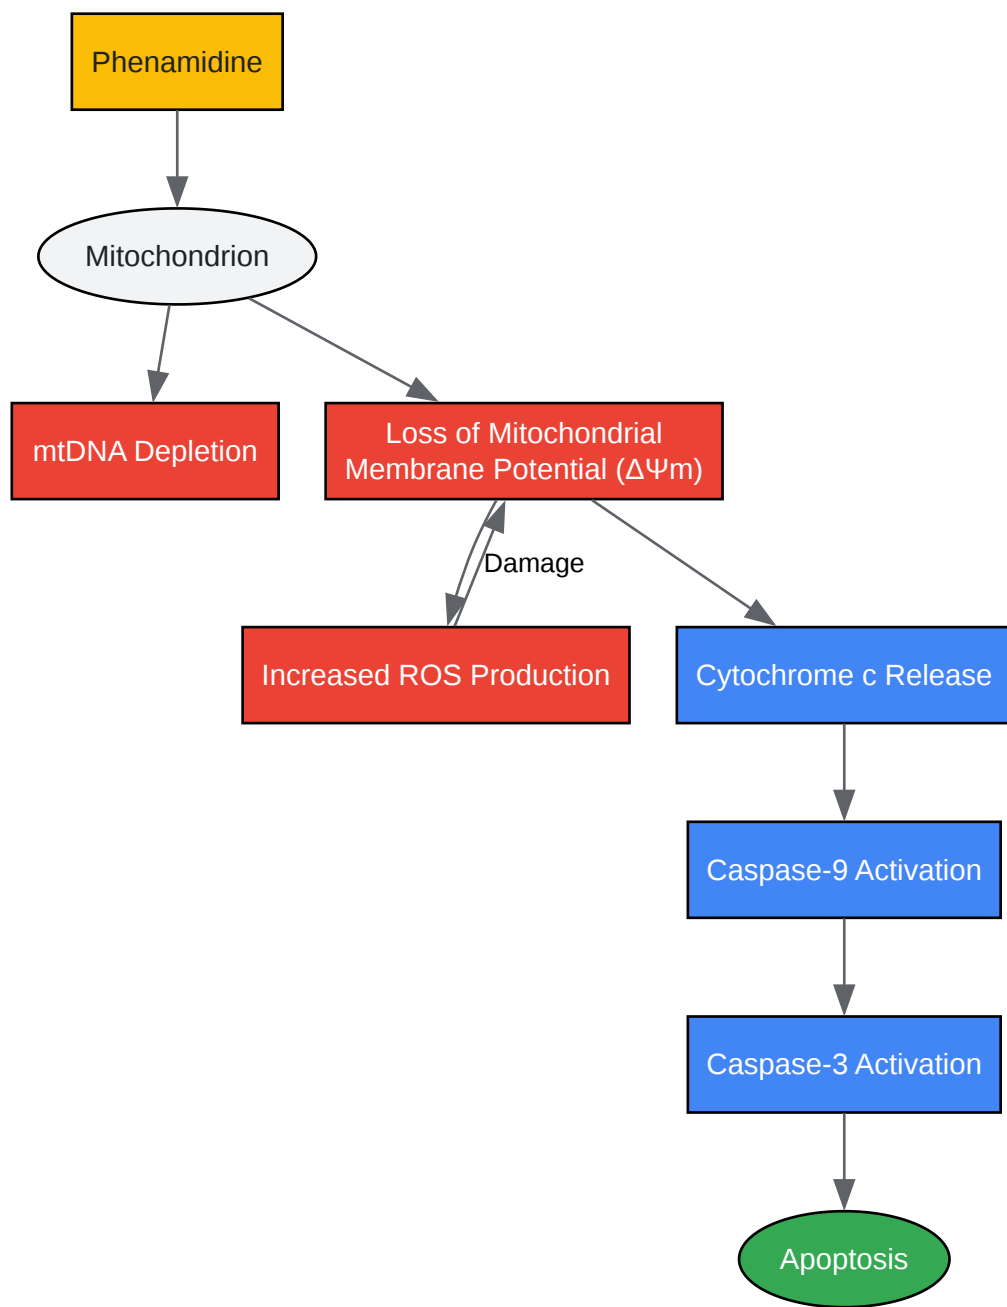 Phenamidine
Mitochondrion
mtDNA Depletion
Loss of Mitochondrial
Membrane Potential (ΔΨm)
Damage
Increased ROS Production
Cytochrome c Release
Caspase-9 Activation
Caspase-3 Activation
Apoptosis